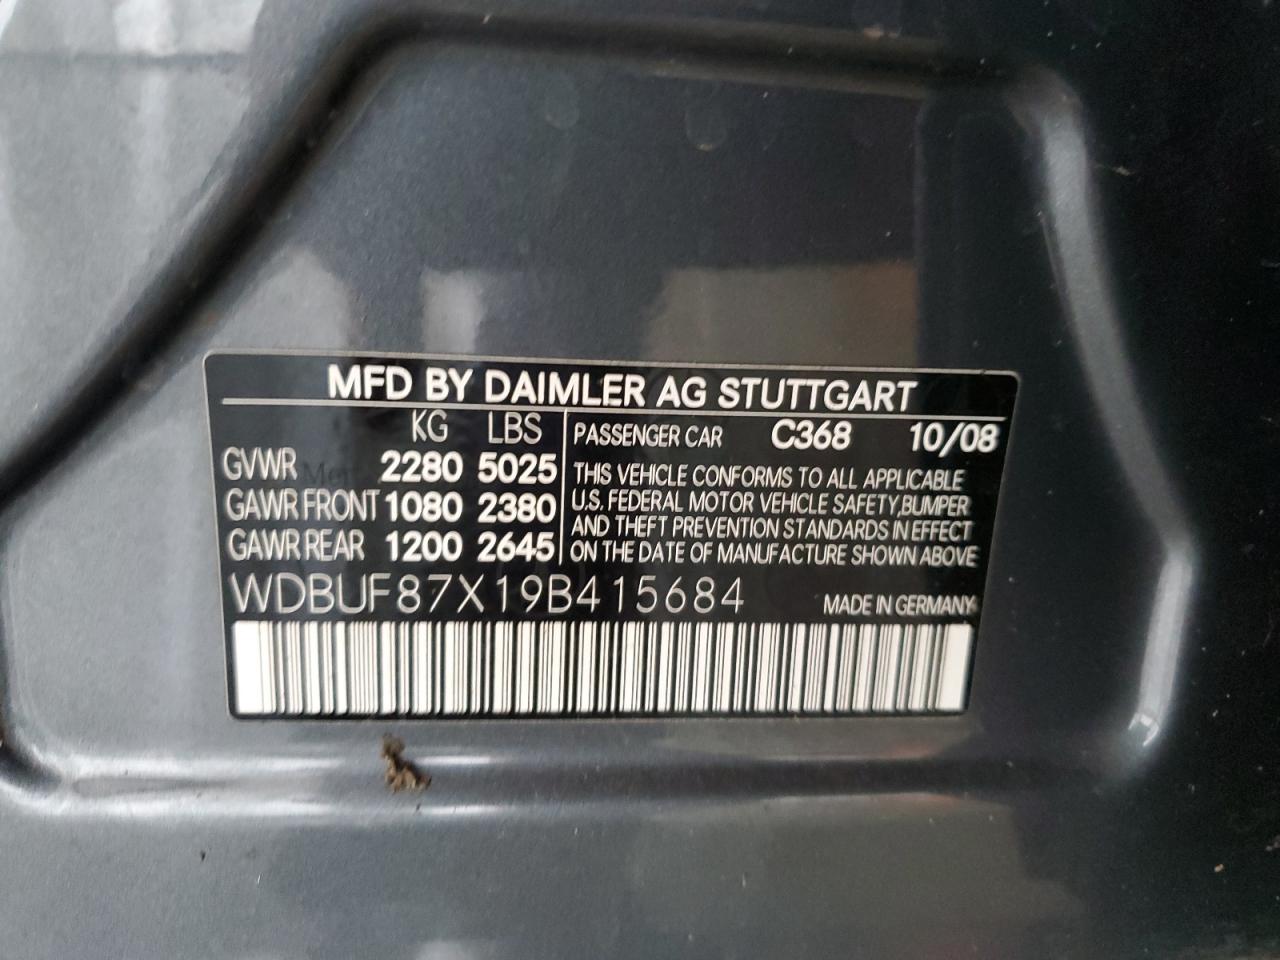 MFD BY DAIMLER AG STUTTGART
KG LBS
GVWR 2280 5025
GAWR FRONT 1080 2380
GAWR REAR 1200 2645
PASSENGER CAR C368 10/08
THIS VEHICLE CONFORMS TO ALL APPLICABLE
U.S. FEDERAL MOTOR VEHICLE SAFETY, BUMPER
AND THEFT PREVENTION STANDARDS IN EFFECT
ON THE DATE OF MANUFACTURE SHOWN ABOVE
WDBUF87X19B415684 MADE IN GERMANY